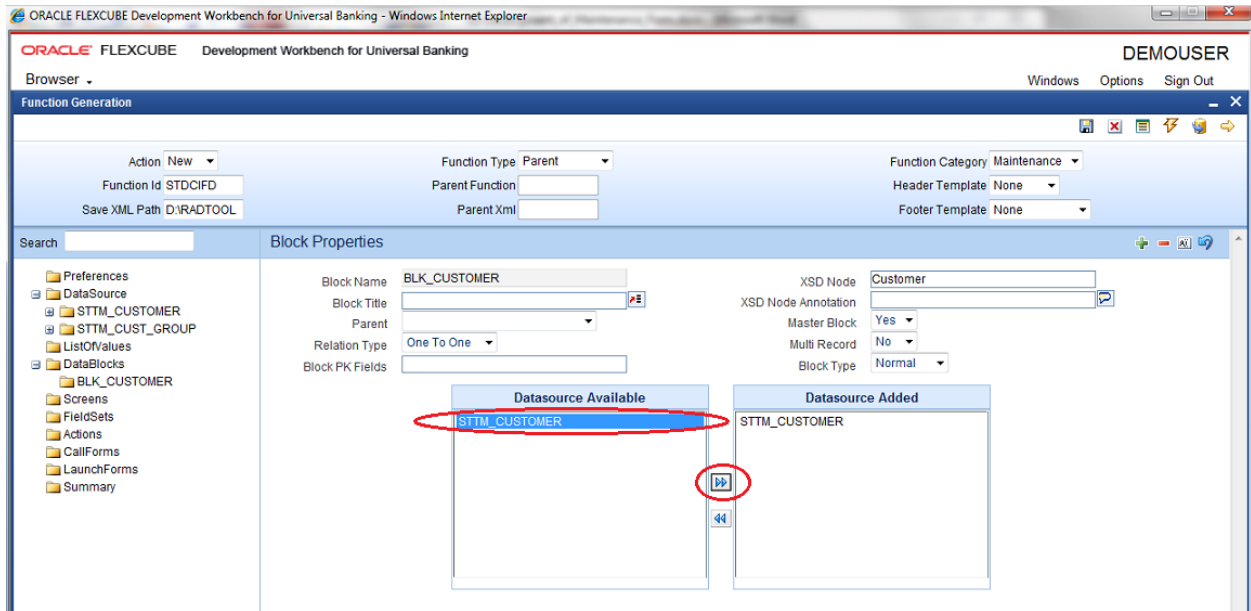 ORACLE FLEXCUBE Development Workbench for Universal Banking - Windows Internet Explorer
ORACLE FLEXCUBE Development Workbench for Universal Banking
DEMOUSER
Browser
Windows Options Sign Out
Function Generation
Action New Function Type Parent Function Category Maintenance
Function Id STDCIFD Parent Function Header Template None
Save XML Path D:\RADTOOL Parent Xml Footer Template None
Search
Preferences
DataSource
STTM_CUSTOMER
STTM_CUST_GROUP
ListOfValues
DataBlocks
BLK_CUSTOMER
Screens
FieldSets
Actions
CallForms
LaunchForms
Summary
Block Properties
Block Name BLK_CUSTOMER XSD Node Customer
Block Title XSD Node Annotation
Parent Master Block Yes
Relation Type One To One Multi Record No
Block PK Fields Block Type Normal
Datasource Available Datasource Added
STTM_CUSTOMER STTM_CUSTOMER